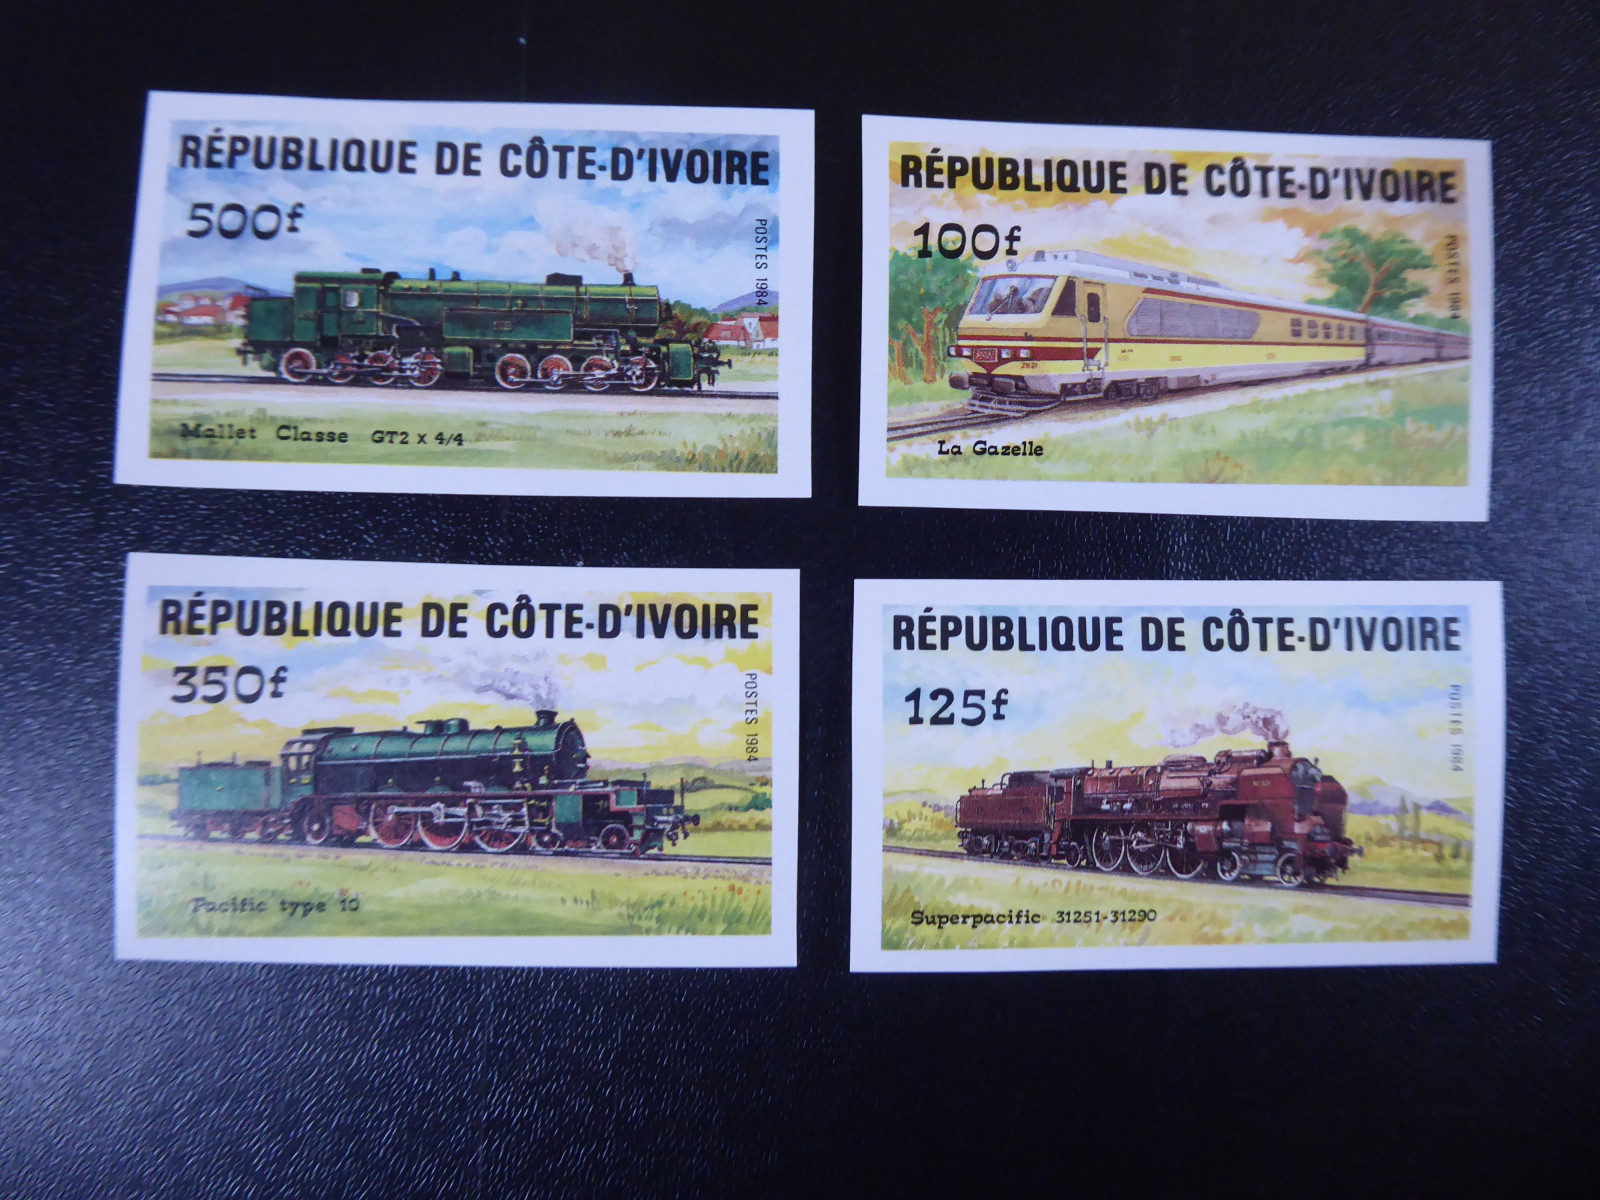 RÉPUBLIQUE DE CÔTE-D'IVOIRE
500f
POSTES 1984
Mallet Classe GT2 x 4/4
RÉPUBLIQUE DE CÔTE-D'IVOIRE
100f
POSTES 1984
RAN
La Gazelle
RÉPUBLIQUE DE CÔTE-D'IVOIRE
350f
POSTES 1984
Pacific type 10
RÉPUBLIQUE DE CÔTE-D'IVOIRE
125f
POSTES 1984
Superpacific 31251-31290